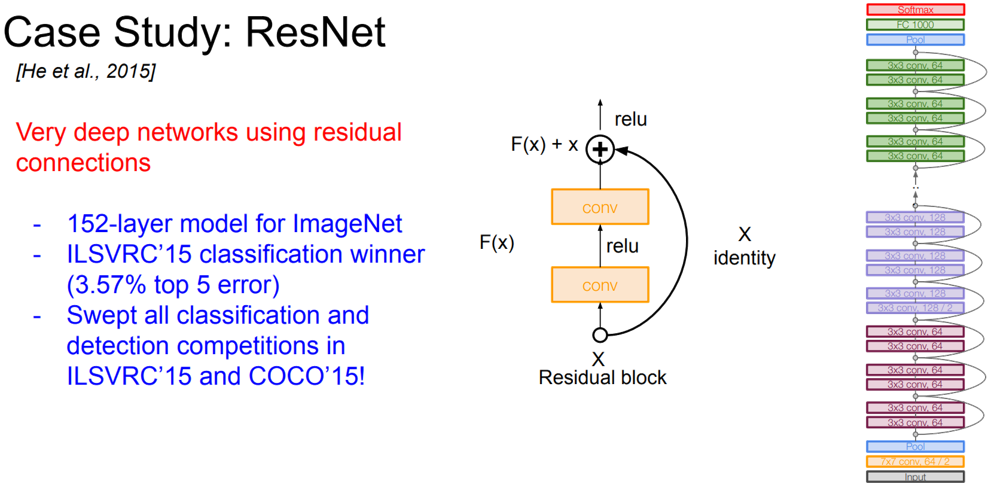 Case Study: ResNet
[He et al., 2015]
Very deep networks using residual
connections
- 152-layer model for ImageNet
- ILSVRC’15 classification winner
(3.57% top 5 error)
- Swept all classification and
detection competitions in
ILSVRC’15 and COCO’15!
relu
F(x) + x
+
conv
F(x)
relu
X
identity
conv
X
Residual block
Softmax
FC 1000
Pool
3x3 conv, 64
3x3 conv, 64
3x3 conv, 64
3x3 conv, 64
3x3 conv, 64
3x3 conv, 64
..
3x3 conv, 128
3x3 conv, 128
3x3 conv, 128
3x3 conv, 128
3x3 conv, 128
3x3 conv, 128 / 2
3x3 conv, 64
3x3 conv, 64
3x3 conv, 64
3x3 conv, 64
3x3 conv, 64
3x3 conv, 64
Pool
7x7 conv, 64 / 2
Input